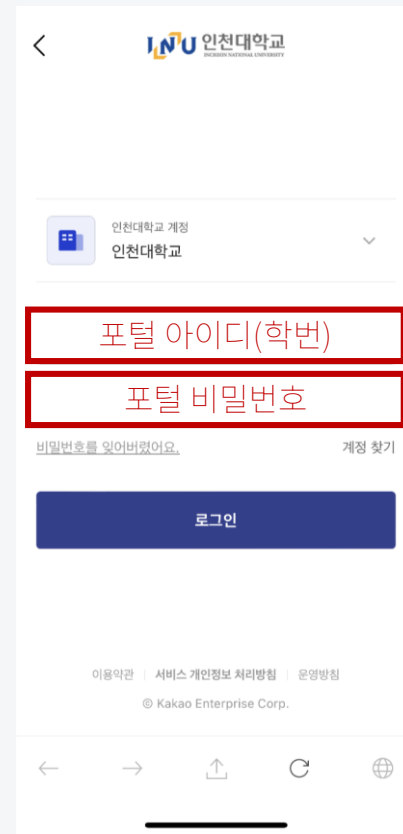 INU 인천대학교
INCHEON NATIONAL UNIVERSITY
인천대학교 계정
인천대학교
포털 아이디(학번)
포털 비밀번호
비밀번호를 잊어버렸어요. 계정 찾기
로그인
이용약관 | 서비스 개인정보 처리방침 | 운영방침
© Kakao Enterprise Corp.